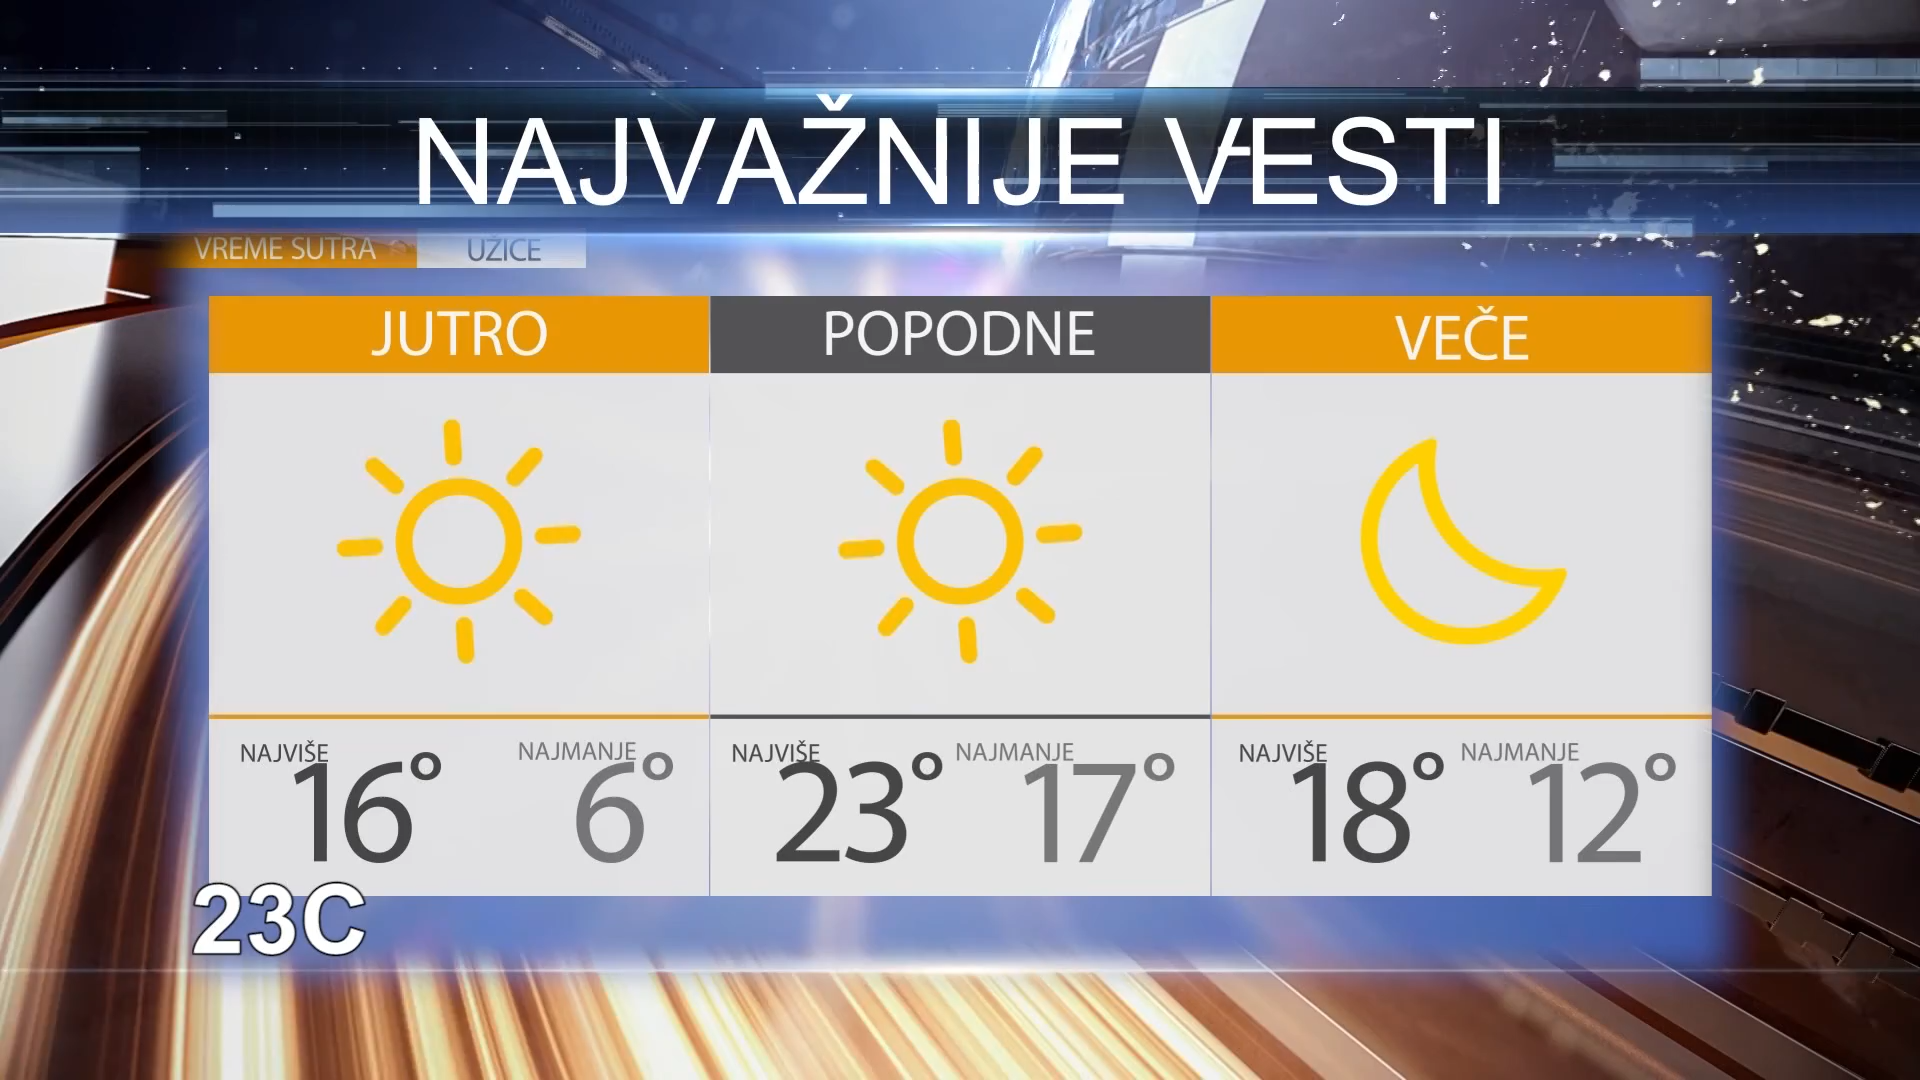 NAJVAŽNIJE VESTI
VREME SUTRA UŽICE
JUTRO POPODNE VEČE
NAJVIŠE NAJMANJE NAJVIŠE NAJMANJE NAJVIŠE NAJMANJE
16° 6° 23° 17° 18° 12°
23C